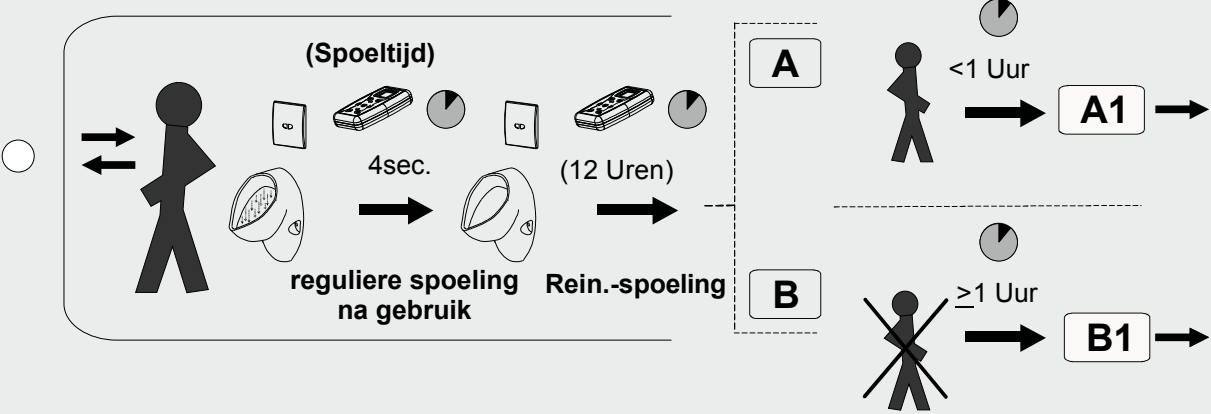 (Spoeltijd)
4sec.
(12 Uren)
reguliere spoeling
na gebruik
Rein.-spoeling
A
<1 Uur
A1
B
≥1 Uur
B1